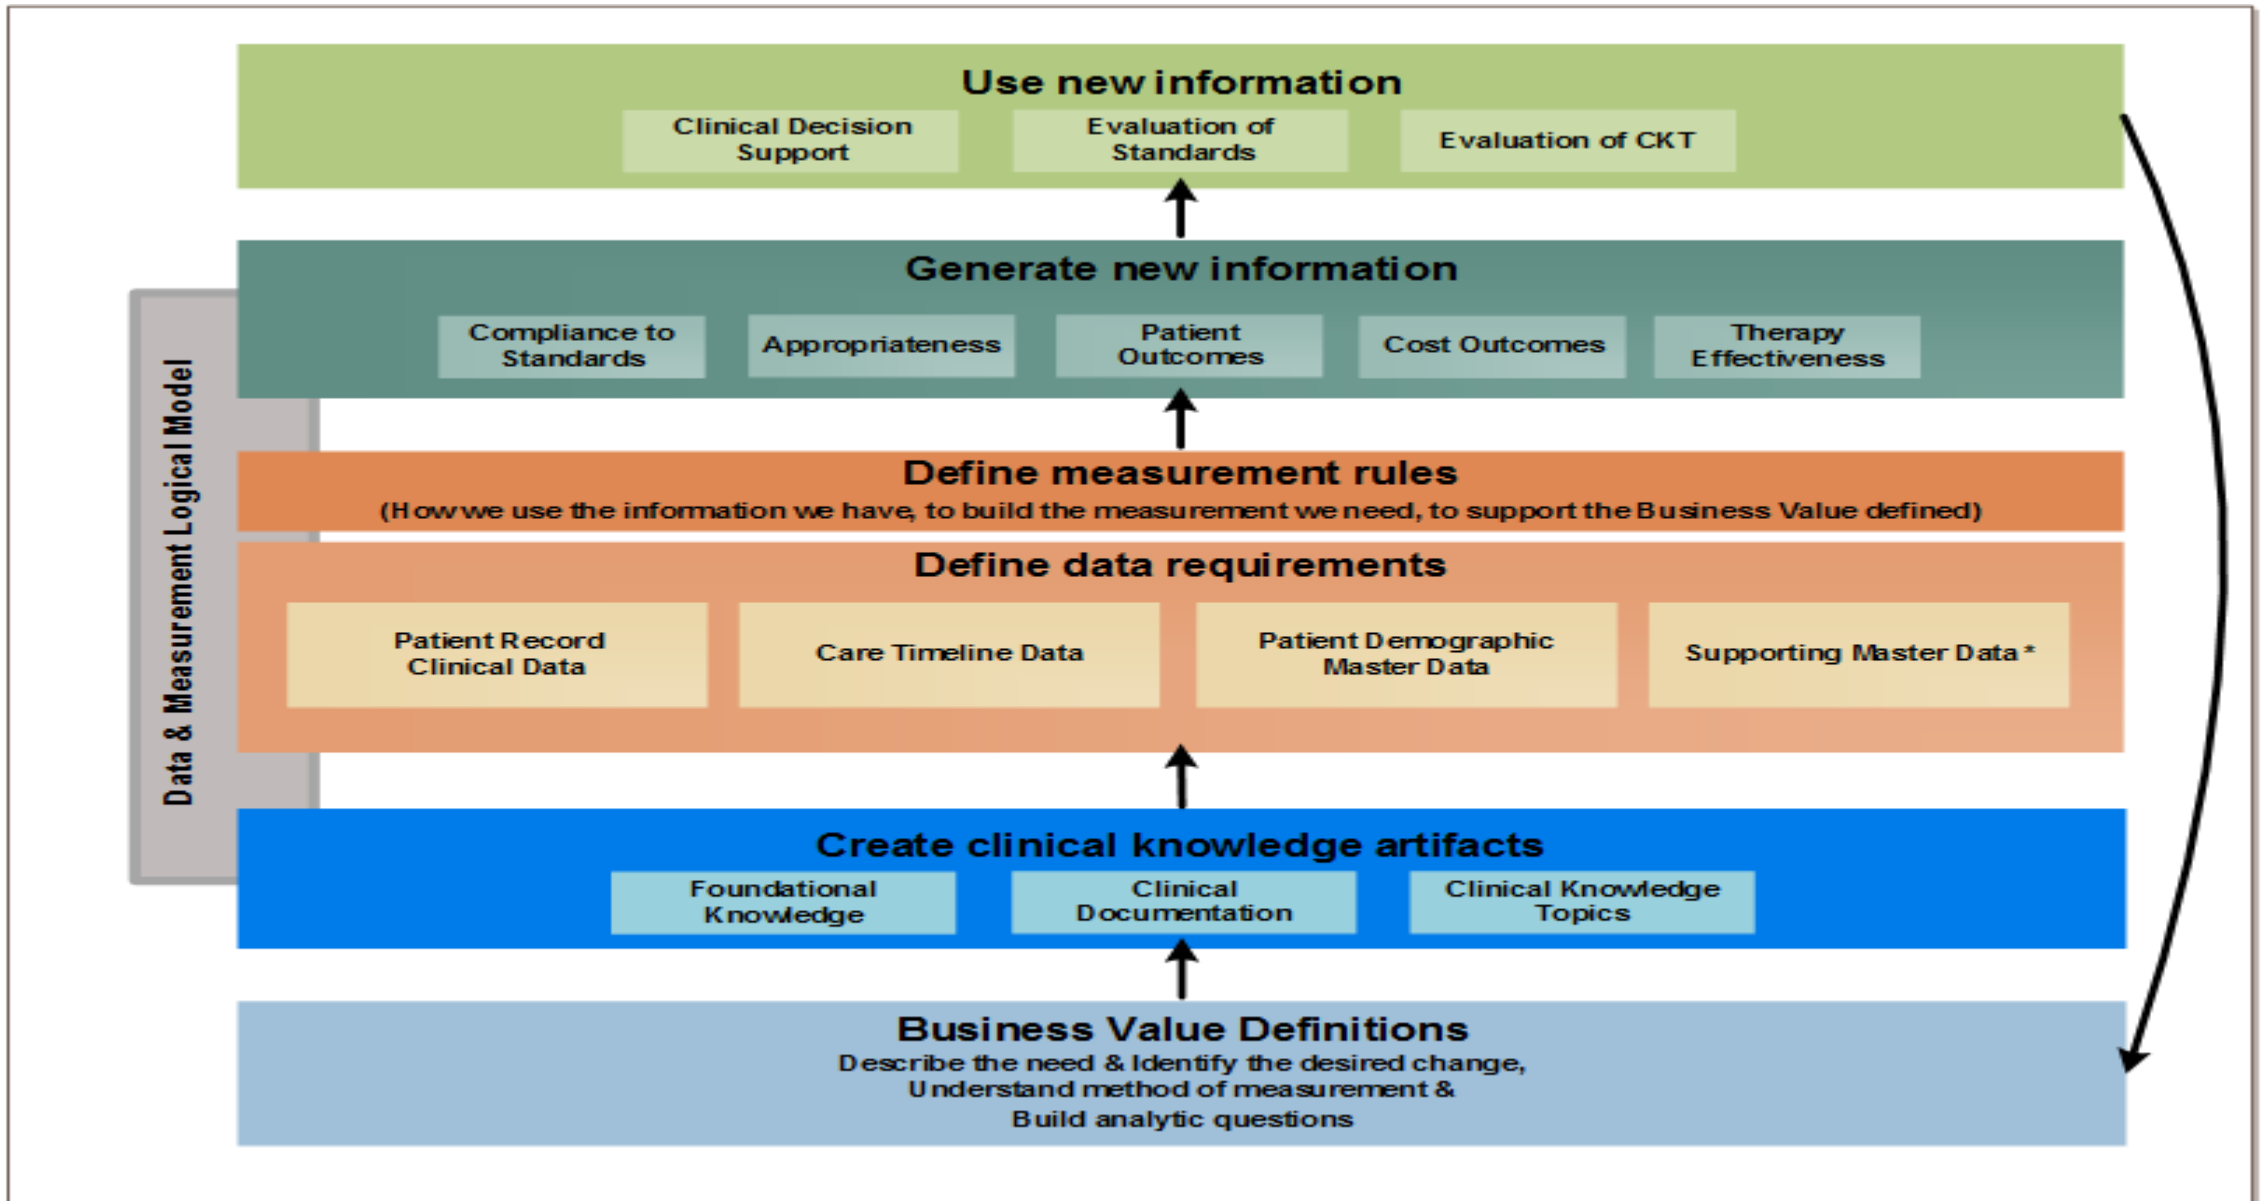 Use new information
Clinical Decision
Support
Evaluation of
Standards
Evaluation of CKT
Generate new information
Compliance to
Standards
Appropriateness
Patient
Outcomes
Cost Outcomes
Therapy
Effectiveness
Data & Measurement Logical Model
Define measurement rules
(How we use the information we have, to build the measurement we need, to support the Business Value defined)
Define data requirements
Patient Record
Clinical Data
Care Timeline Data
Patient Demographic
Master Data
Supporting Master Data *
Create clinical knowledge artifacts
Foundational
Knowledge
Clinical
Documentation
Clinical Knowledge
Topics
Business Value Definitions
Describe the need & Identify the desired change,
Understand method of measurement &
Build analytic questions